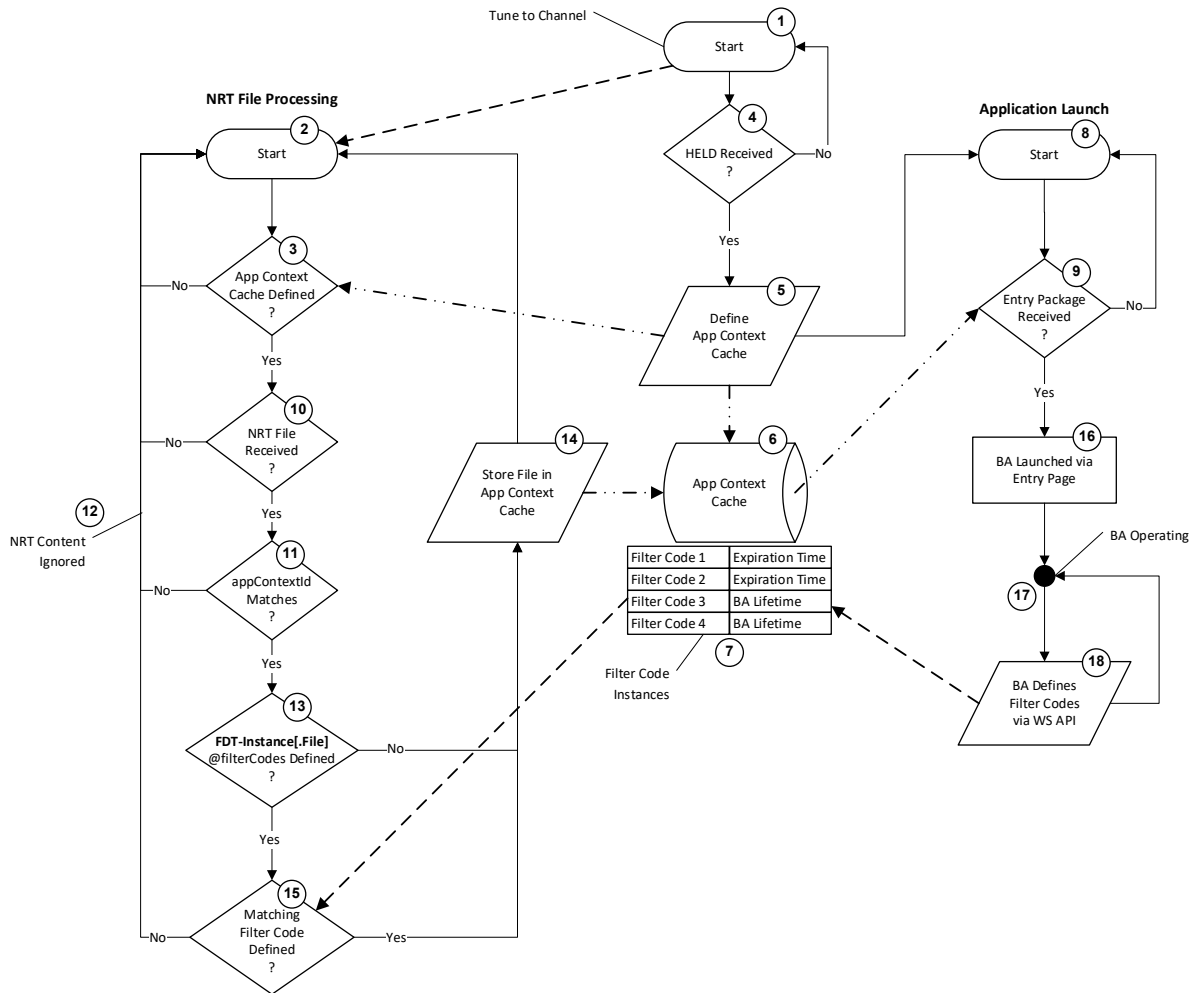 Tune to Channel
1
Start
NRT File Processing
2
Start
4
HELD Received
?
No
Yes
Application Launch
8
Start
3
App Context
Cache Defined
?
No
Yes
5
Define
App Context
Cache
9
Entry Package
Received
?
No
Yes
10
NRT File
Received
?
No
Yes
14
Store File in
App Context
Cache
6
App Context
Cache
16
BA Launched via
Entry Page
12
NRT Content
Ignored
11
appContextId
Matches
?
No
Yes
Filter Code 1 Expiration Time
Filter Code 2 Expiration Time
Filter Code 3 BA Lifetime
Filter Code 4 BA Lifetime
7
Filter Code
Instances
BA Operating
17
18
BA Defines
Filter Codes
via WS API
13
FDT-Instance[.File]
@filterCodes Defined
?
No
Yes
15
Matching
Filter Code
Defined
?
No
Yes